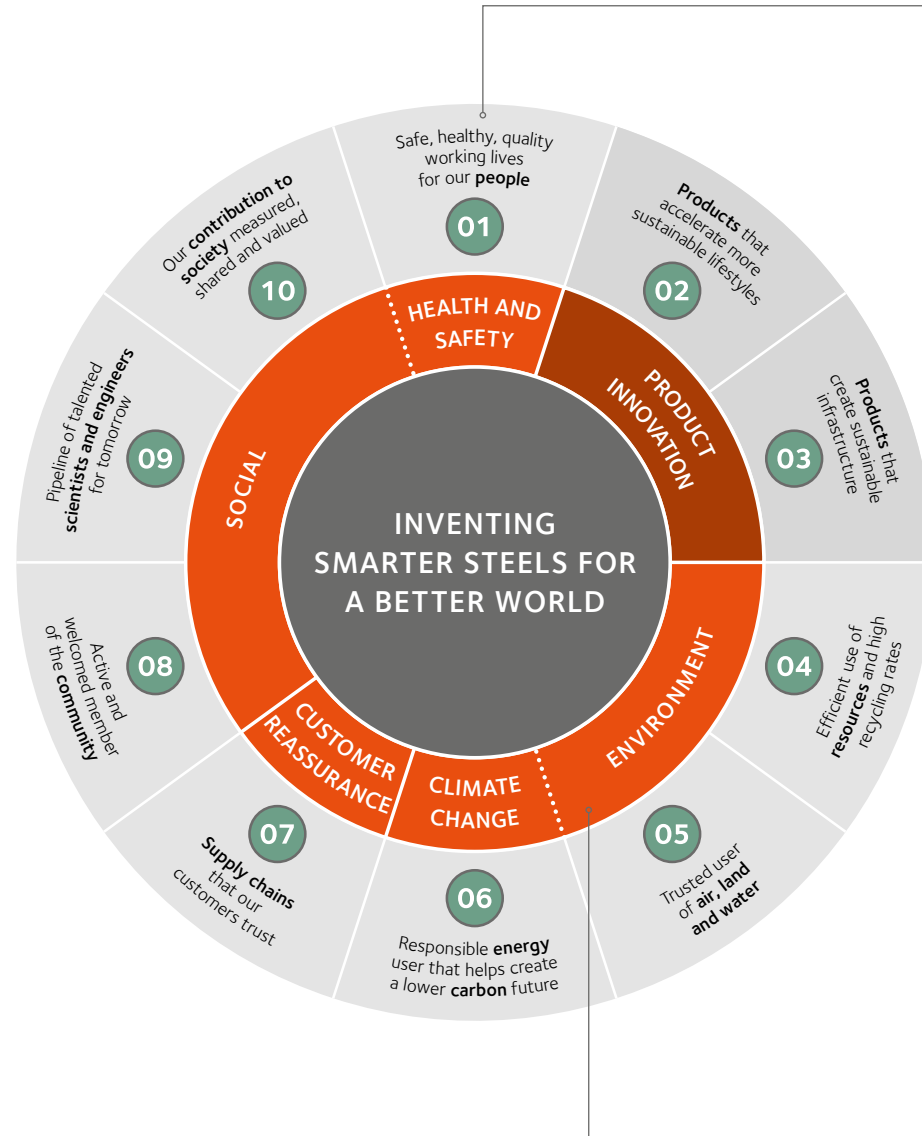 Safe, healthy, quality
working lives
for our people
01
Products that
accelerate more
sustainable lifestyles
02
Products that
create sustainable
infrastructure
03
Efficient use of
resources and high
recycling rates
04
Trusted user
of air, land
and water
05
Responsible energy
user that helps create
a lower carbon future
06
Supply chains
that our
customers trust
07
Active and
welcomed member
of the community
08
Pipeline of talented
scientists and engineers
for tomorrow
09
Our contribution to
society measured,
shared and valued
10
HEALTH AND
SAFETY
PRODUCT
INNOVATION
ENVIRONMENT
CLIMATE
CHANGE
CUSTOMER
REASSURANCE
SOCIAL
INVENTING
SMARTER STEELS FOR
A BETTER WORLD